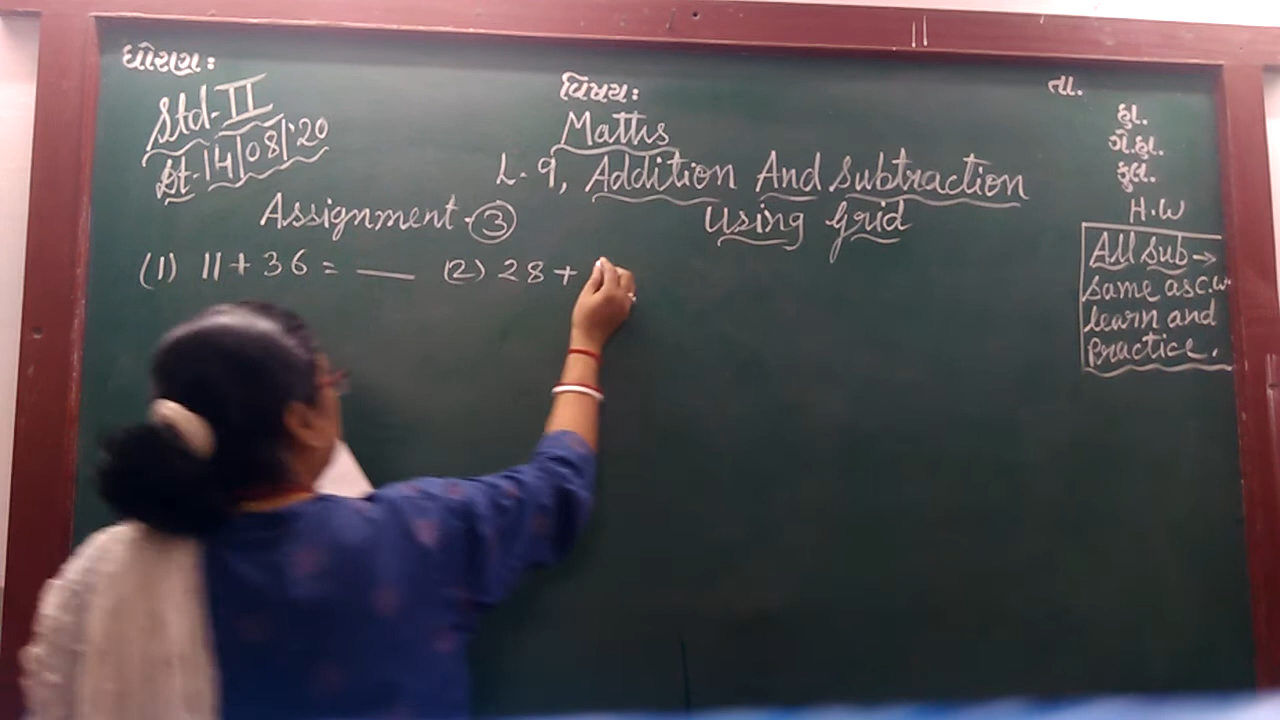 ધોરણ:
Std-II
Dt-14/08/'20
વિષય:
Maths
L-9, Addition And Subtraction
Using Grid
Assignment-3
(1) 11+36 = ___ (2) 28+
તા.
હા.
ગે.હા.
કુલ.
H.W
All Sub→
Same as C.W.
learn and
Practice.